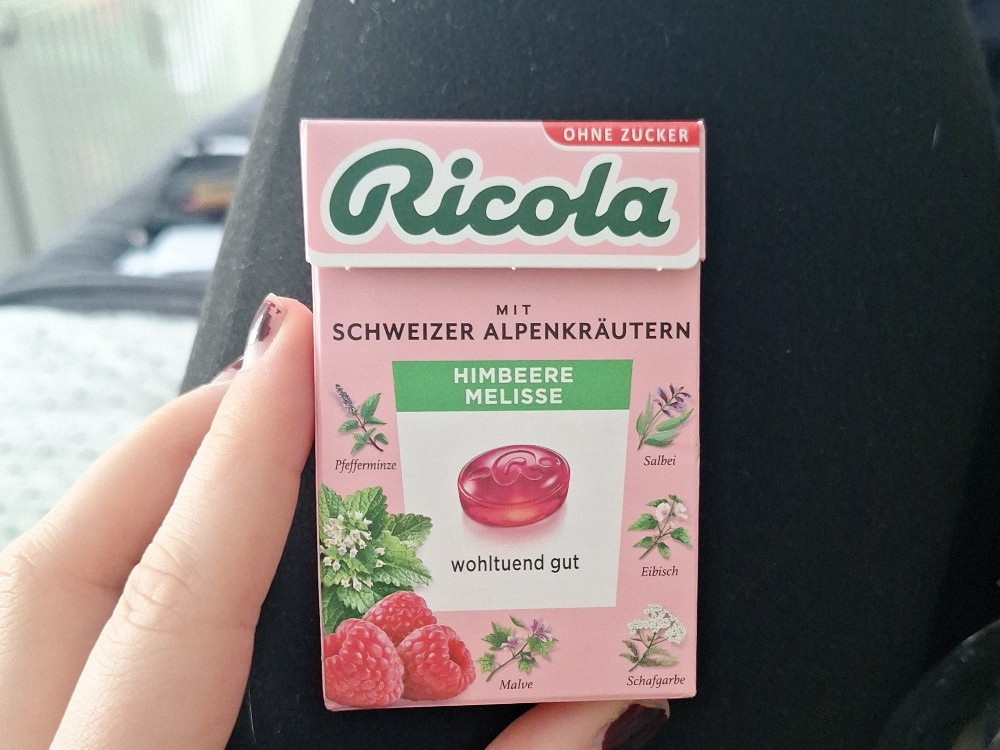 OHNE ZUCKER
Ricola
MIT
SCHWEIZER ALPENKRÄUTERN
HIMBEERE
MELISSE
Pfefferminze
Salbei
wohltuend gut
Eibisch
Malve
Schafgarbe